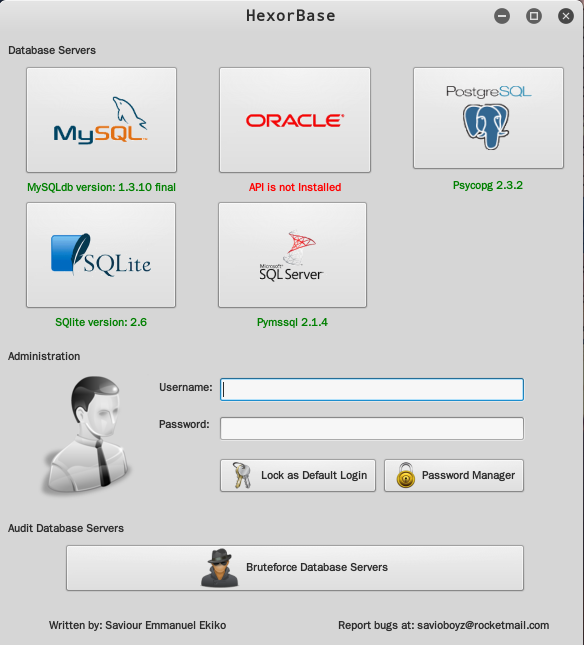 HexorBase
Database Servers
MySQL
ORACLE
PostgreSQL
MySQLdb version: 1.3.10 final
API is not Installed
Psycopg 2.3.2
SQLite
Microsoft
SQL Server
SQlite version: 2.6
Pymssql 2.1.4
Administration
Username:
Password:
Lock as Default Login
Password Manager
Audit Database Servers
Bruteforce Database Servers
Written by: Saviour Emmanuel Ekiko
Report bugs at: savioboyz@rocketmail.com